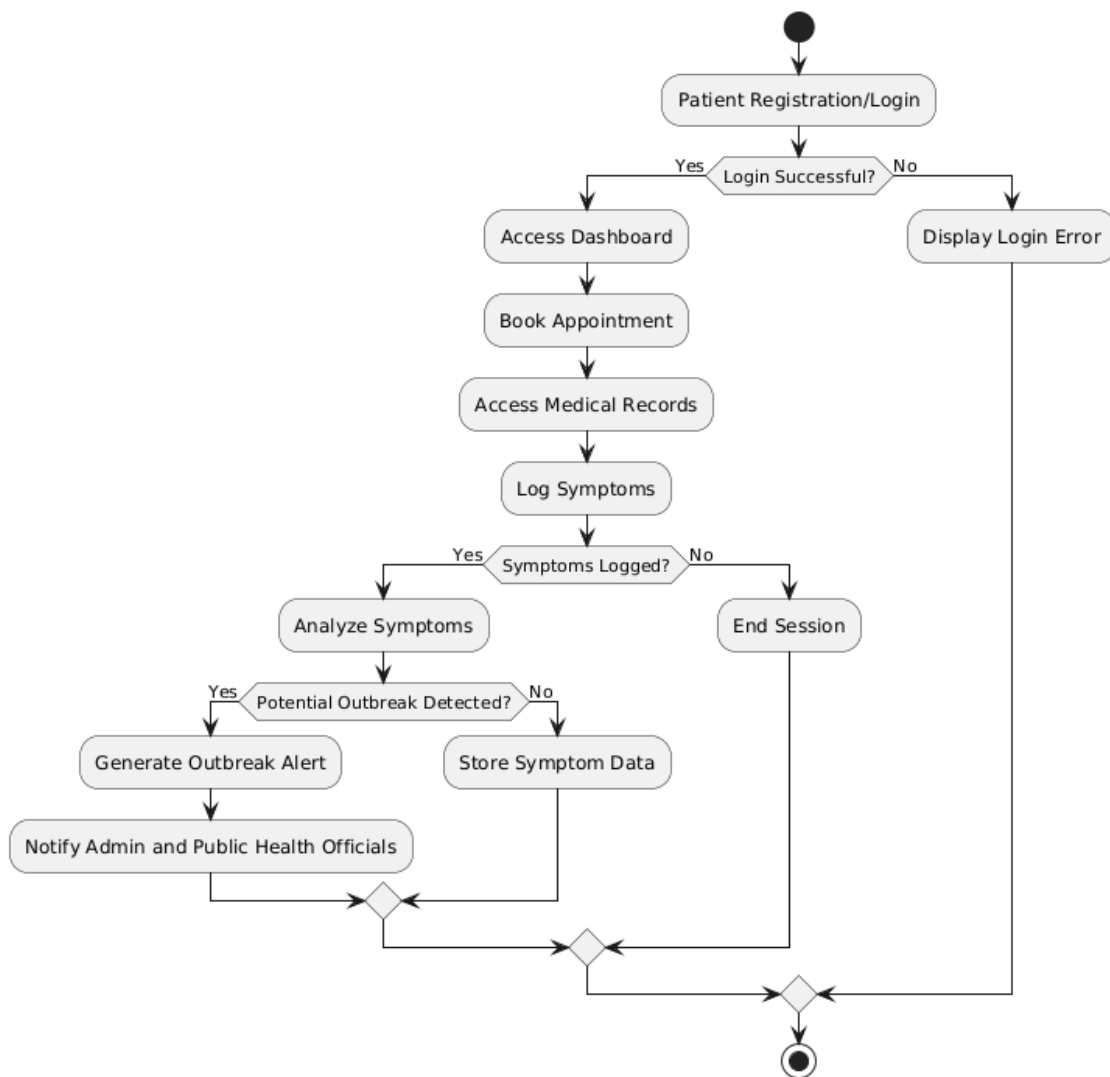 Patient Registration/Login
Yes
Login Successful?
No
Access Dashboard
Display Login Error
Book Appointment
Access Medical Records
Log Symptoms
Yes
Symptoms Logged?
No
Analyze Symptoms
End Session
Yes
Potential Outbreak Detected?
No
Generate Outbreak Alert
Store Symptom Data
Notify Admin and Public Health Officials